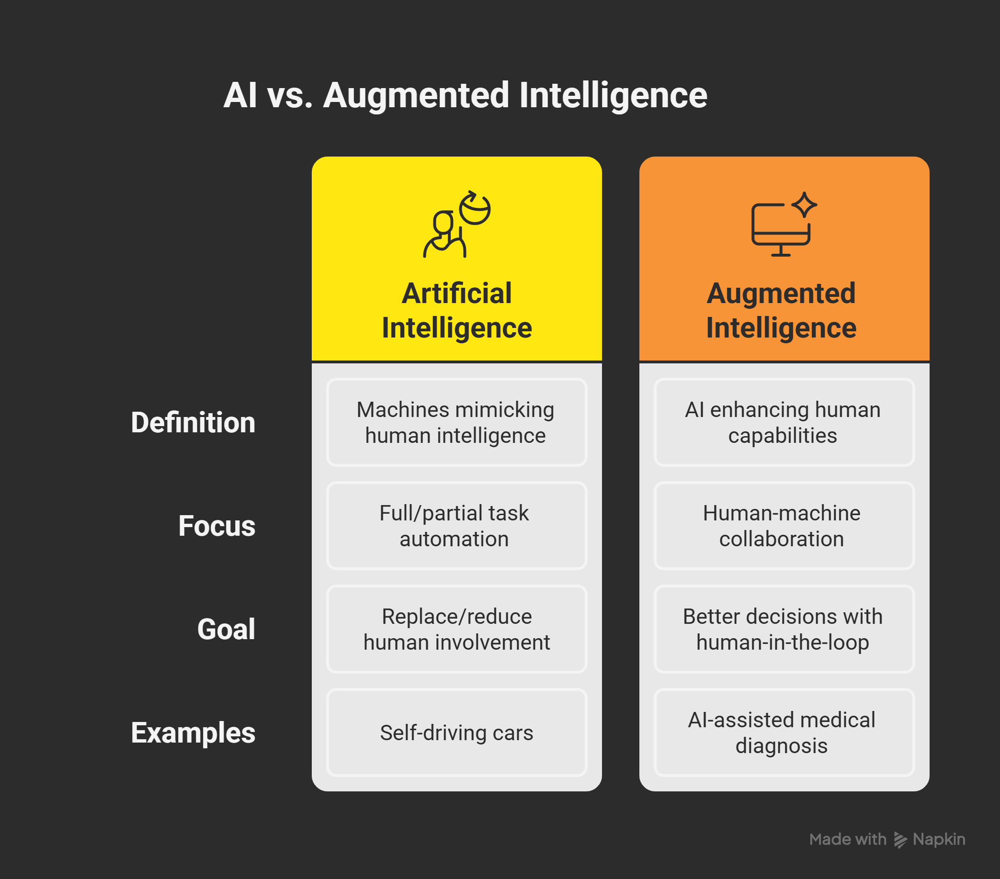 AI vs. Augmented Intelligence
Artificial
Intelligence
Augmented
Intelligence
Definition
Machines mimicking
human intelligence
AI enhancing human
capabilities
Focus
Full/partial task
automation
Human-machine
collaboration
Goal
Replace/reduce
human involvement
Better decisions with
human-in-the-loop
Examples
Self-driving cars
AI-assisted medical
diagnosis
Made with Napkin